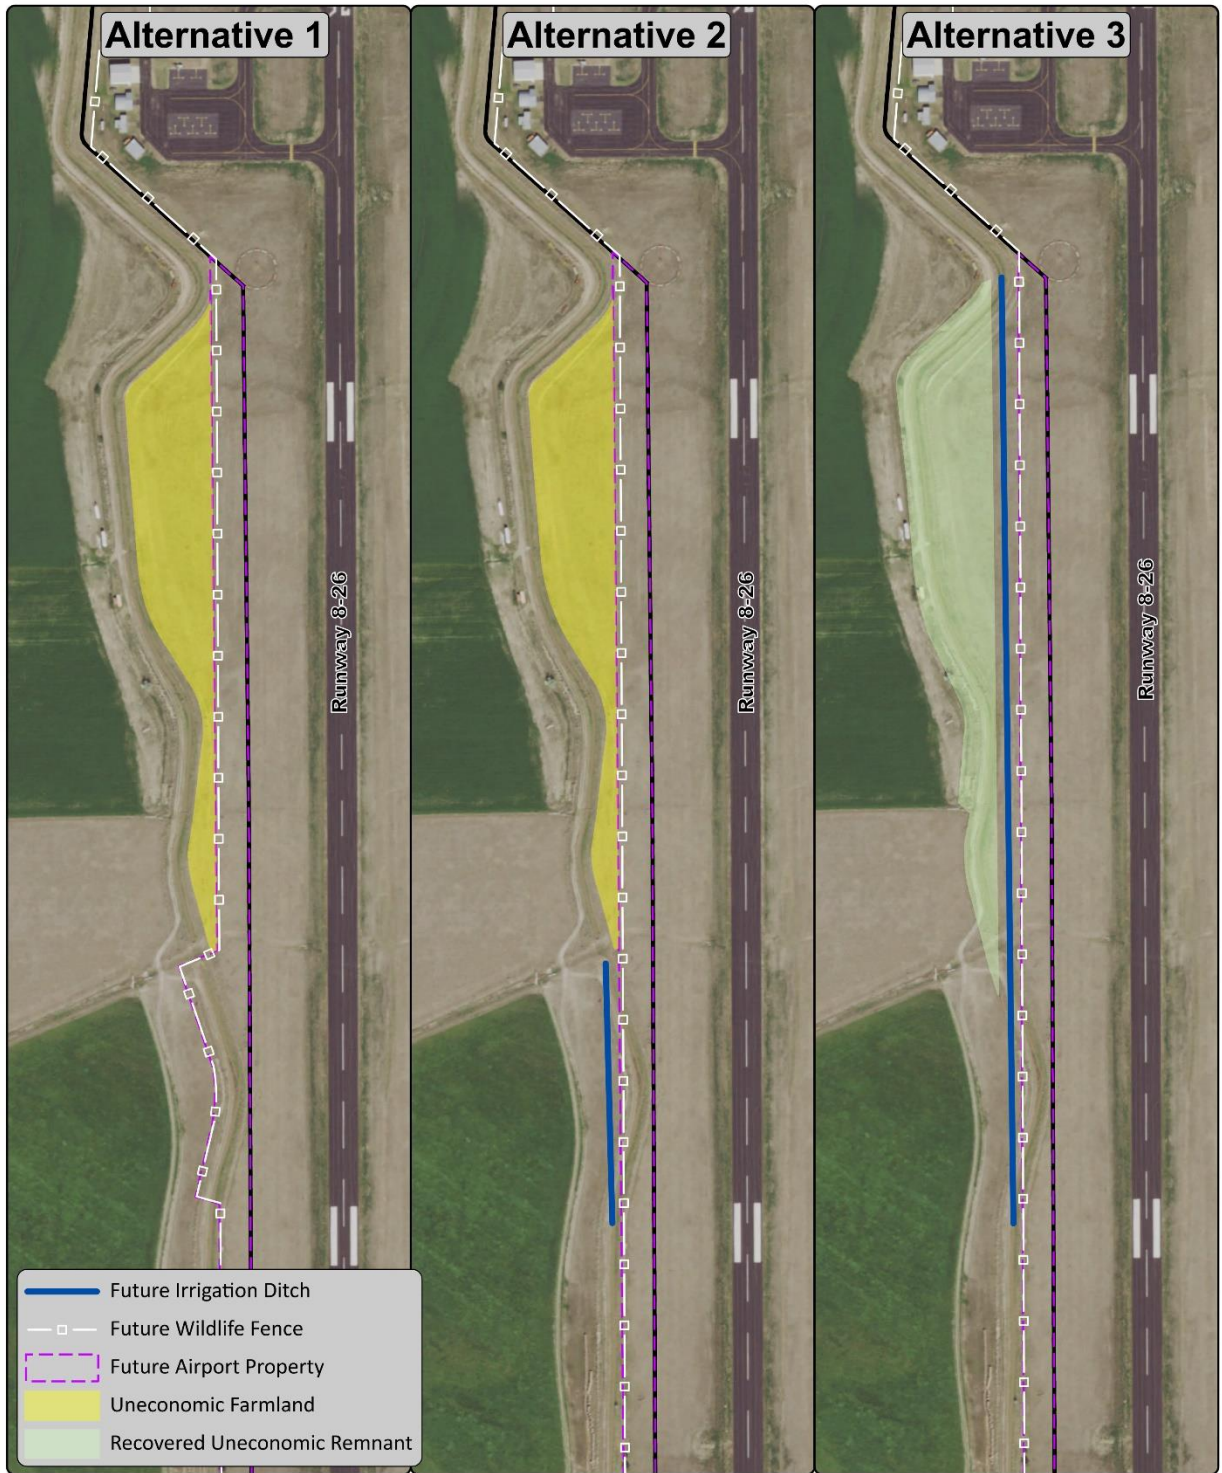 Alternative 1
Alternative 2
Alternative 3
Runway 8-26
Runway 8-26
Runway 8-26
Future Irrigation Ditch
Future Wildlife Fence
Future Airport Property
Uneconomic Farmland
Recovered Uneconomic Remnant